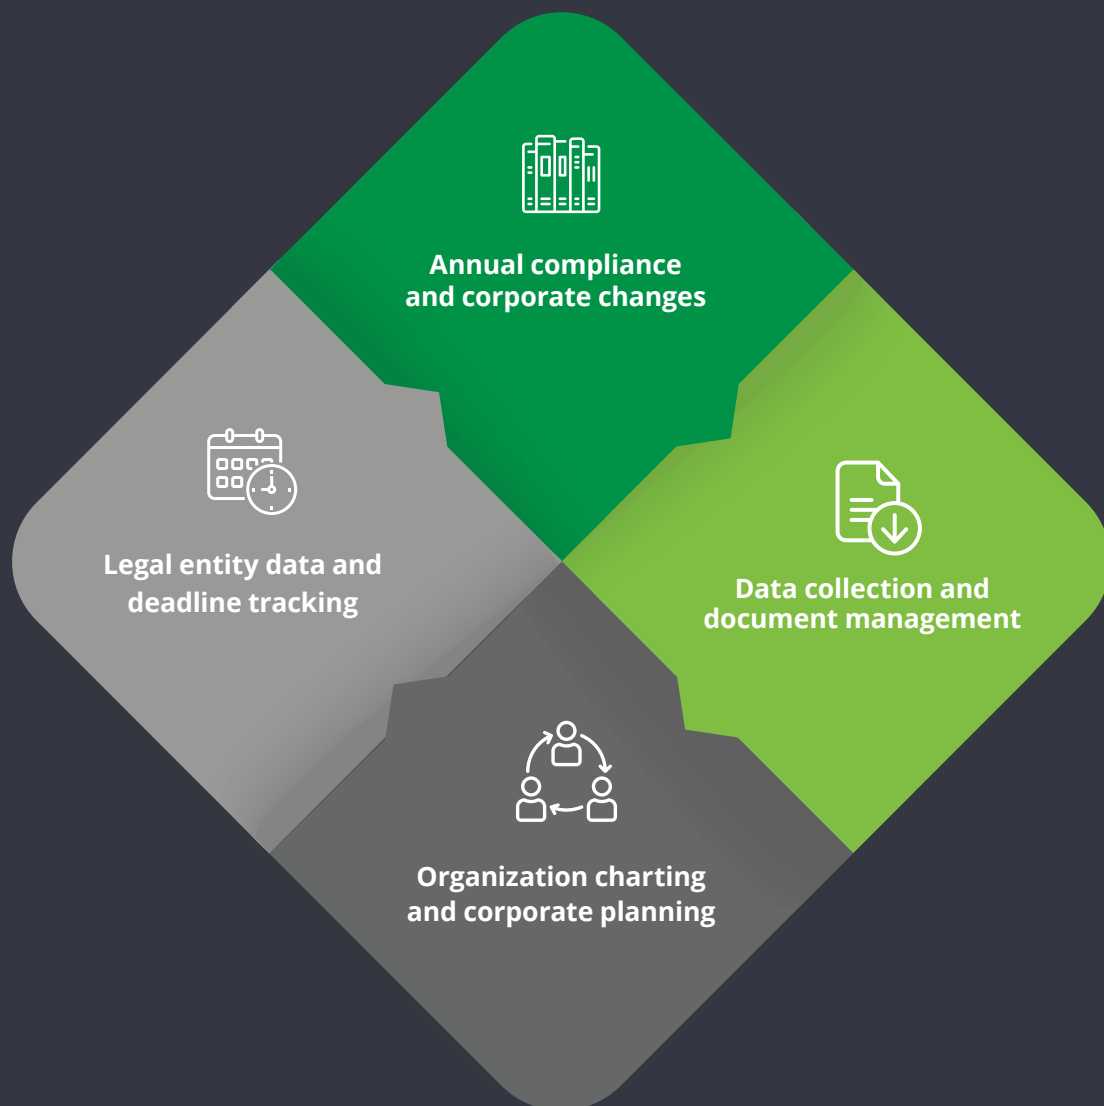 Annual compliance
and corporate changes
Legal entity data and
deadline tracking
Data collection and
document management
Organization charting
and corporate planning